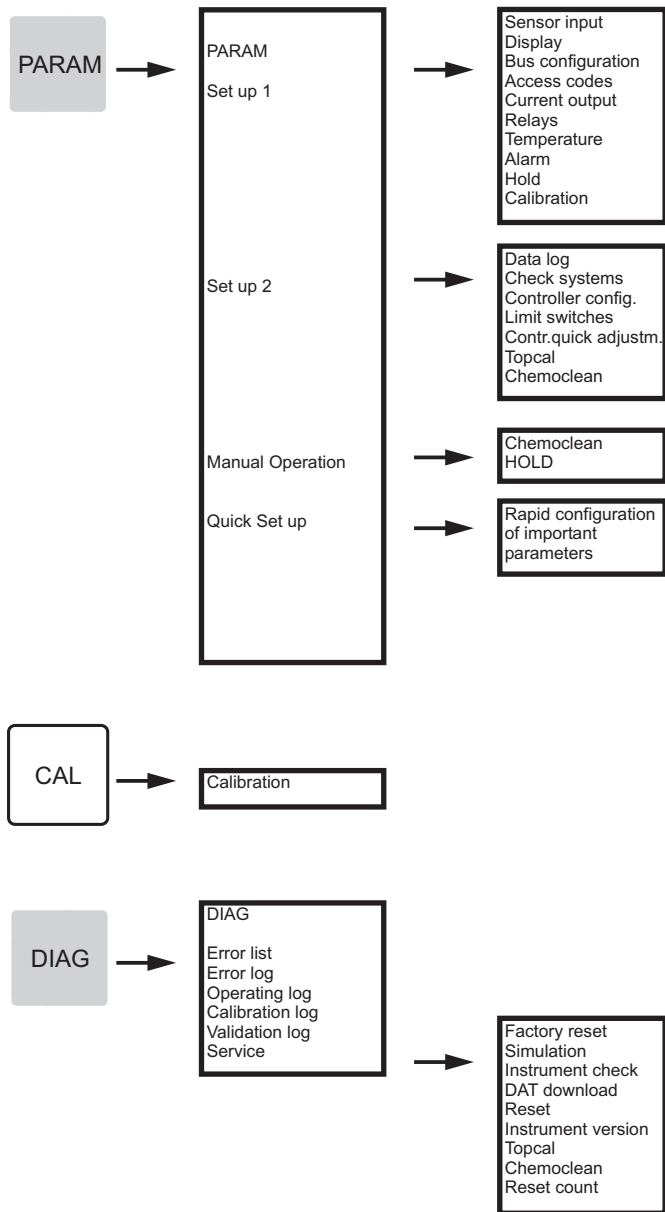 PARAM
PARAM
Set up 1
Sensor input
Display
Bus configuration
Access codes
Current output
Relays
Temperature
Alarm
Hold
Calibration
Set up 2
Data log
Check systems
Controller config.
Limit switches
Contr.quick adjustm.
Topcal
Chemoclean
Manual Operation
Chemoclean
HOLD
Quick Set up
Rapid configuration
of important
parameters
CAL
Calibration
DIAG
DIAG
Error list
Error log
Operating log
Calibration log
Validation log
Service
Factory reset
Simulation
Instrument check
DAT download
Reset
Instrument version
Topcal
Chemoclean
Reset count